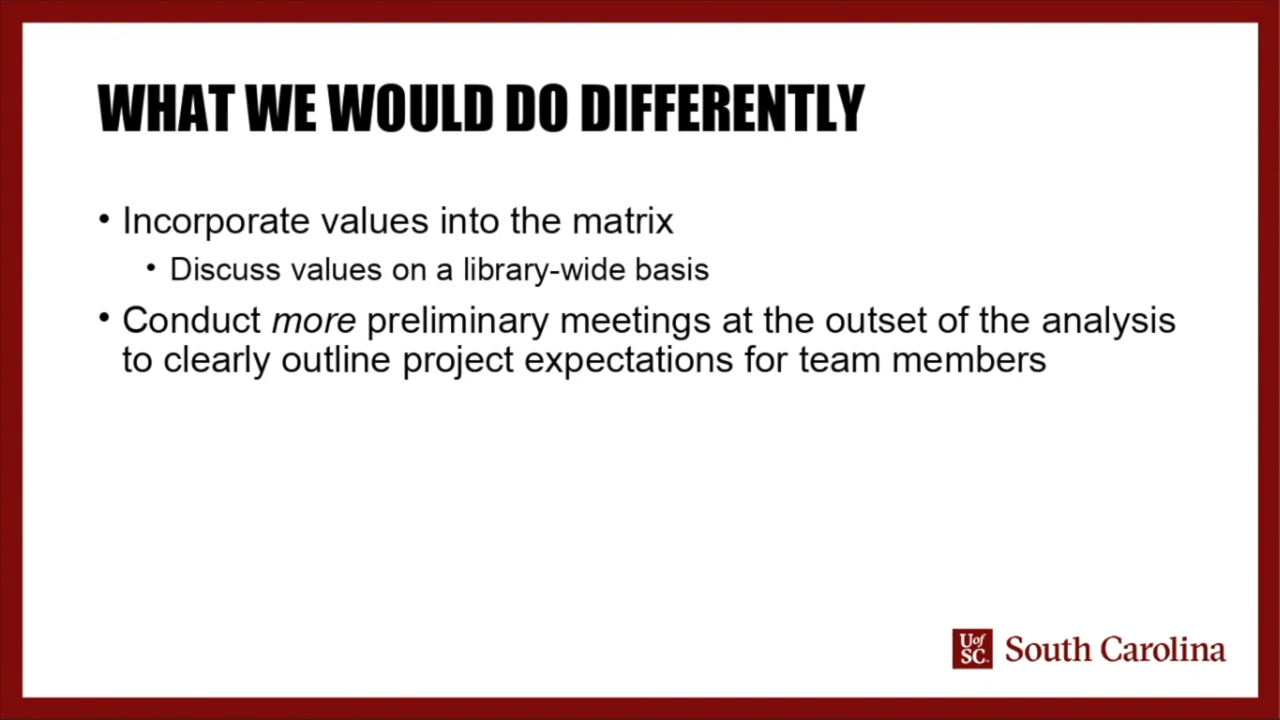 WHAT WE WOULD DO DIFFERENTLY
• Incorporate values into the matrix
• Discuss values on a library-wide basis
• Conduct more preliminary meetings at the outset of the analysis
to clearly outline project expectations for team members
UofSC. South Carolina